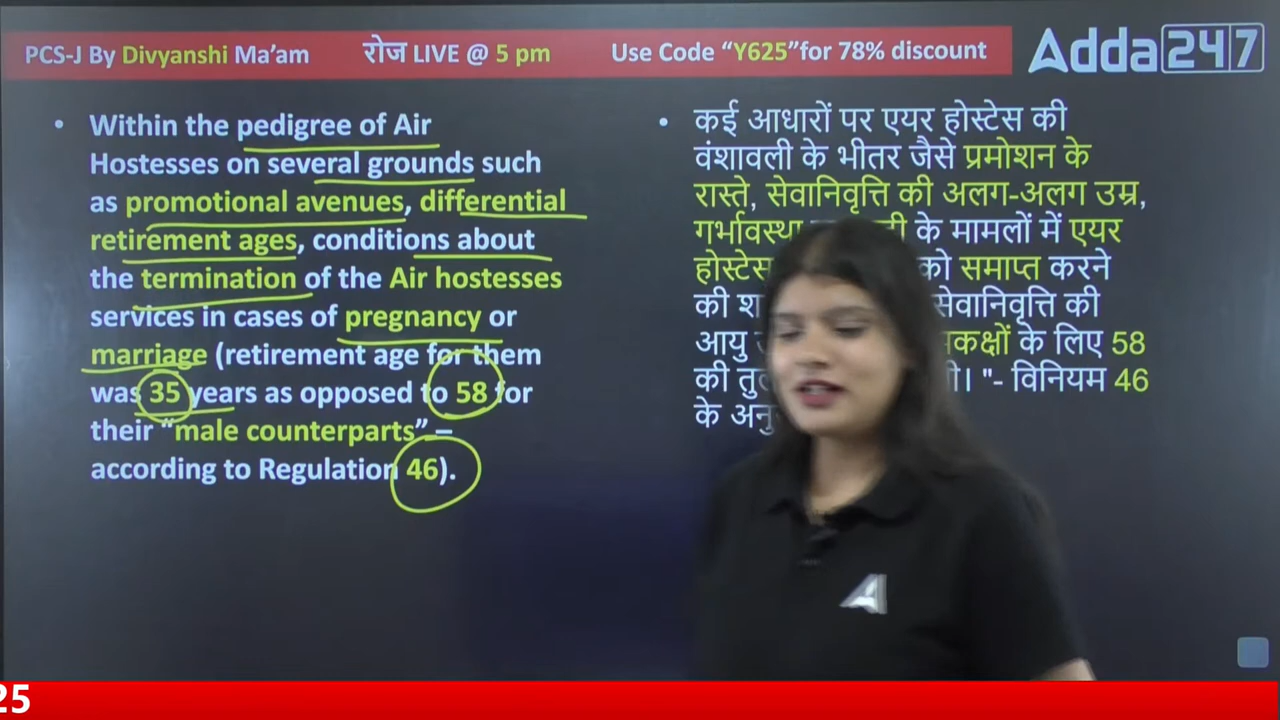 PCS-J By Divyanshi Ma’am रोज LIVE @ 5 pm Use Code “Y625”for 78% discount
Adda247
• Within the pedigree of Air
Hostesses on several grounds such
as promotional avenues, differential
retirement ages, conditions about
the termination of the Air hostesses
services in cases of pregnancy or
marriage (retirement age for them
was 35 years as opposed to 58 for
their “male counterparts” –
according to Regulation 46).
• कई आधारों पर एयर होस्टेस की
वंशावली के भीतर जैसे प्रमोशन के
रास्ते, सेवानिवृत्ति की अलग-अलग उम्र,
गर्भावस्था के मामलों में एयर
होस्टेस को समाप्त करने
की सेवानिवृत्ति की
आयु के लिए 58
की "- विनियम 46
के
A
25